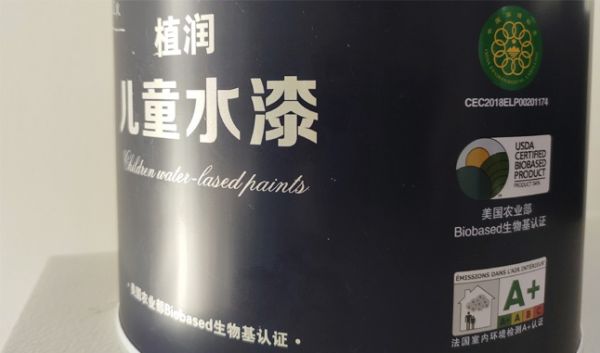 植润
儿童水漆
Children water-lased paints
·美国农业部Biobased生物基认证·
CEC2018ELP00201174
USDA
CERTIFIED
BIOBASED
PRODUCT
美国农业部
Biobased生物基认证
ÉMISSIONS DANS L'AIR INTÉRIEUR
A+
A+ A B C
法国室内环境检测A+认证